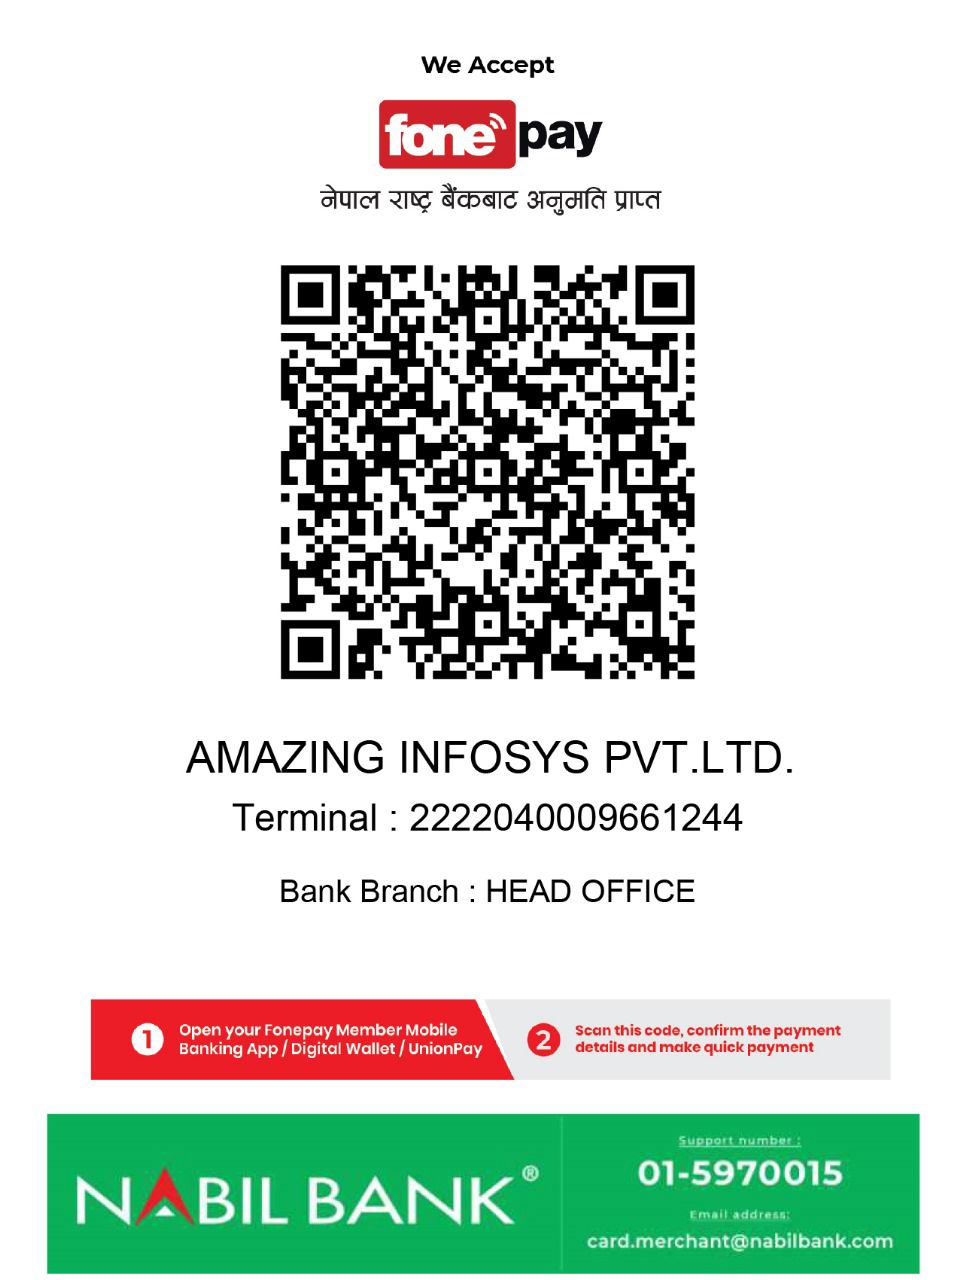 We Accept
fonepay
नेपाल राष्ट्र बैंकबाट अनुमति प्राप्त
AMAZING INFOSYS PVT.LTD.
Terminal : 2222040009661244
Bank Branch : HEAD OFFICE
1 Open your Fonepay Member Mobile
Banking App / Digital Wallet / UnionPay
2 Scan this code, confirm the payment
details and make quick payment
NABIL BANK®
Support number :
01-5970015
Email address:
card.merchant@nabilbank.com